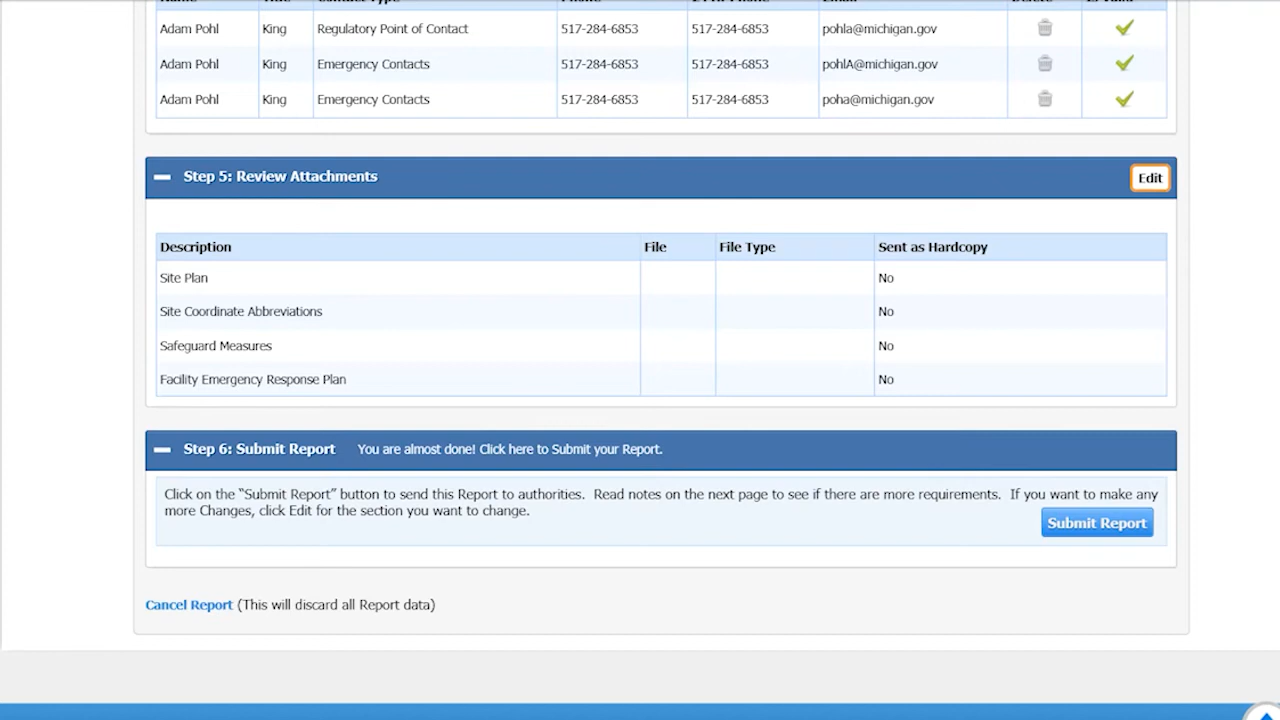 Adam Pohl King Regulatory Point of Contact 517-284-6853 517-284-6853 pohla@michigan.gov
Adam Pohl King Emergency Contacts 517-284-6853 517-284-6853 pohlA@michigan.gov
Adam Pohl King Emergency Contacts 517-284-6853 517-284-6853 poha@michigan.gov
Step 5: Review Attachments Edit
Description File File Type Sent as Hardcopy
Site Plan No
Site Coordinate Abbreviations No
Safeguard Measures No
Facility Emergency Response Plan No
Step 6: Submit Report You are almost done! Click here to Submit your Report.
Click on the “Submit Report” button to send this Report to authorities. Read notes on the next page to see if there are more requirements. If you want to make any
more Changes, click Edit for the section you want to change.
Submit Report
Cancel Report (This will discard all Report data)